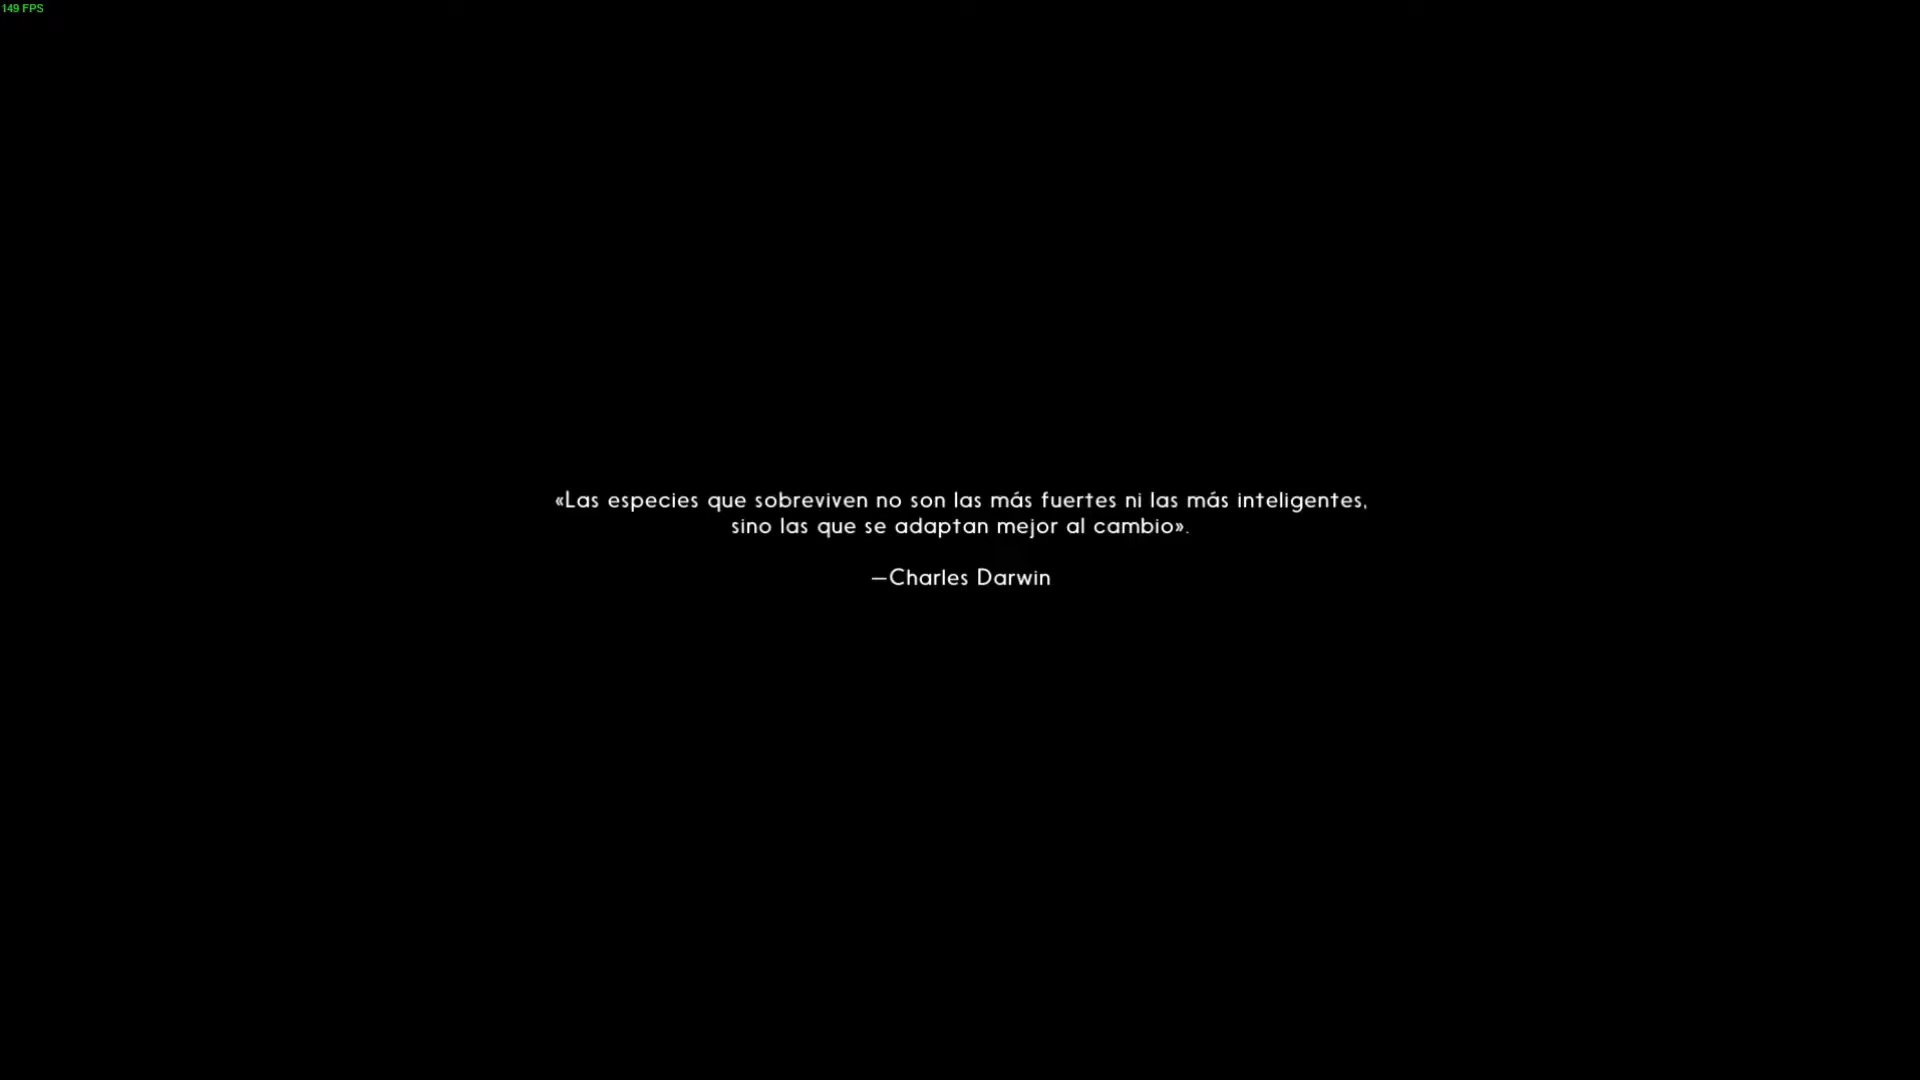 149 FPS
«Las especies que sobreviven no son las más fuertes ni las más inteligentes,
sino las que se adaptan mejor al cambio».
—Charles Darwin